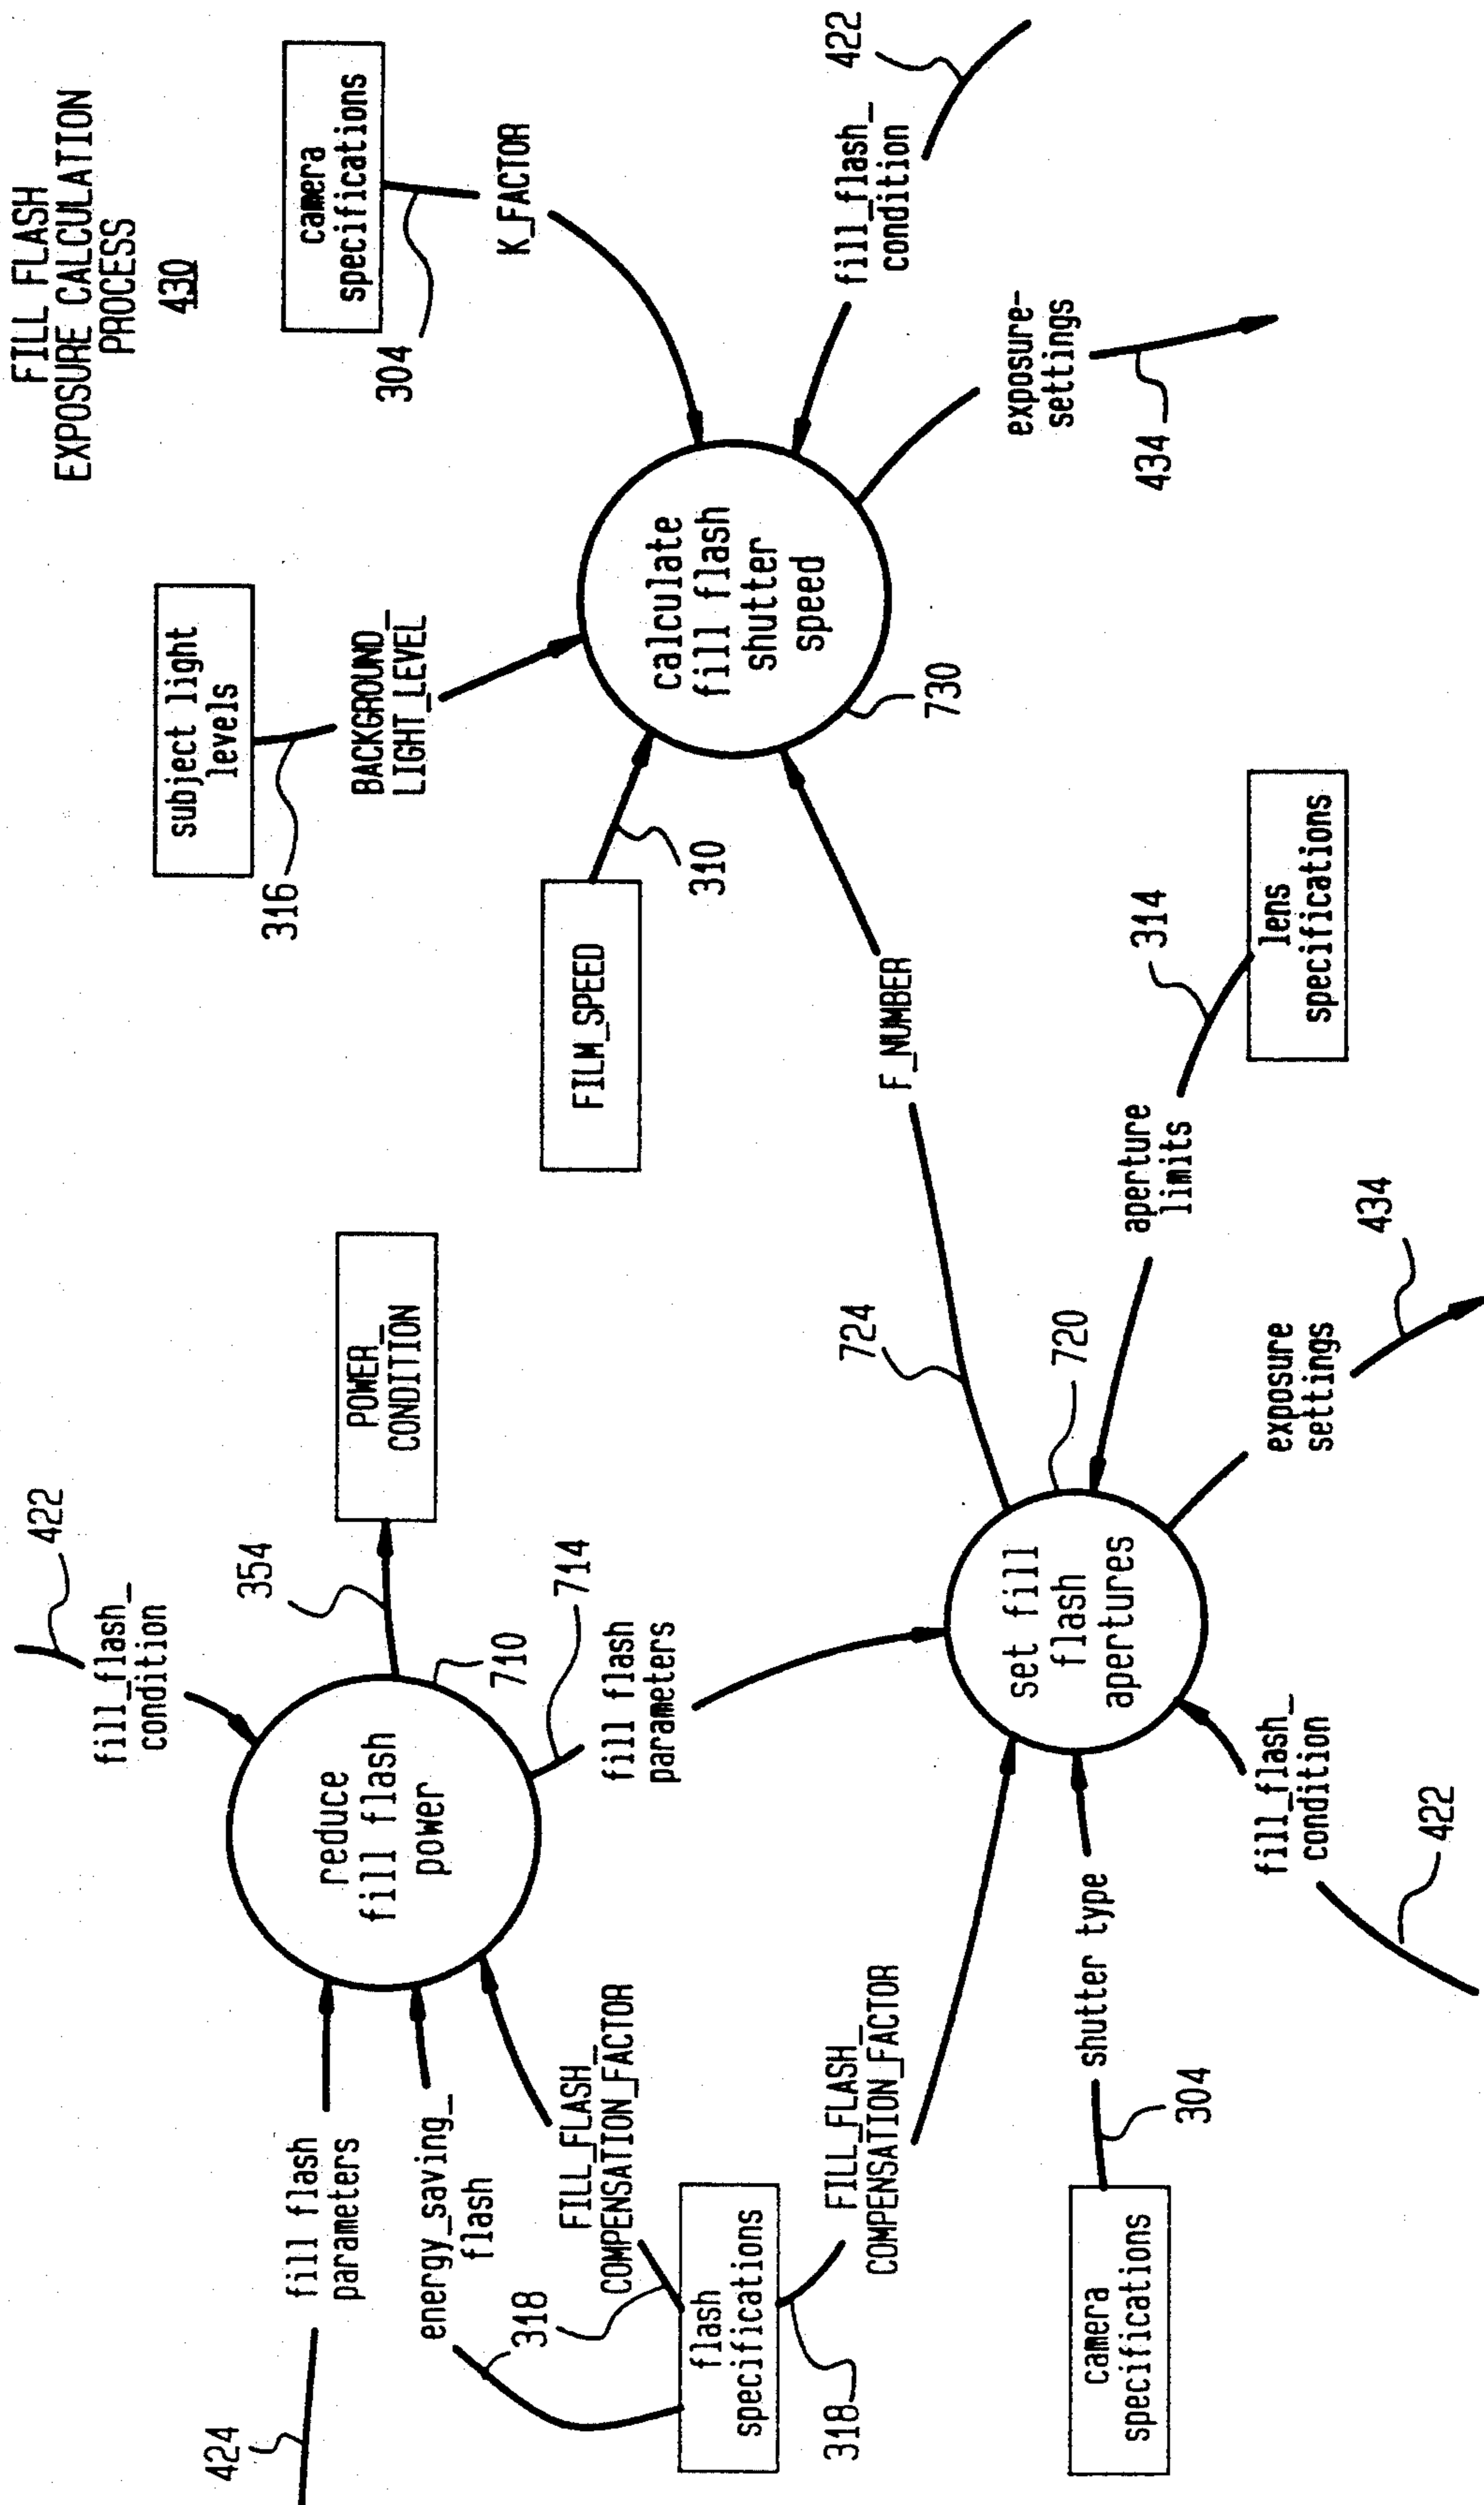 FILL FLASH
EXPOSURE CALCULATION
PROCESS
430
422
fill_flash_
condition
424
fill flash
parameters
energy_saving_
flash
reduce
fill flash
power
354
POWER_
CONDITION
710
714
fill flash
parameters
318
FILL_FLASH_
COMPENSATION_FACTOR
flash
specifications
318
FILL_FLASH_
COMPENSATION_FACTOR
camera
specifications
304
shutter type
set fill
flash
apertures
720
724
F_NUMBER
fill_flash_
condition
422
exposure
settings
434
aperture
limits
314
lens
specifications
subject light
levels
316
BACKGROUND_
LIGHT_LEVEL_
FILM_SPEED
310
calculate
fill flash
shutter
speed
730
camera
specifications
304
K_FACTOR
fill_flash_
condition
422
exposure-
settings
434